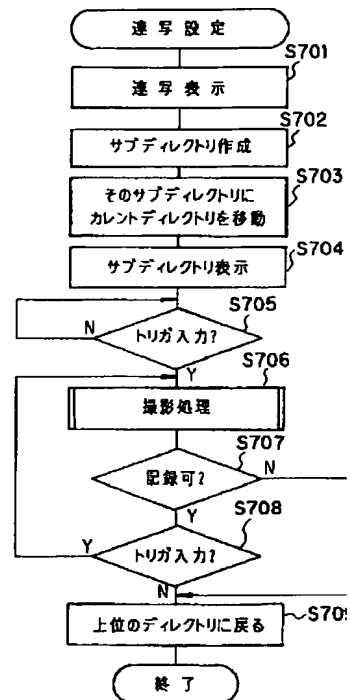 連写設定
S701
連写表示
S702
サブディレクトリ作成
S703
そのサブディレクトリに
カレントディレクトリを移動
S704
サブディレクトリ表示
S705
N
トリガ入力?
Y
S706
撮影処理
S707
記録可?
N
Y
S708
Y
トリガ入力?
N
S709
上位のディレクトリに戻る
終了